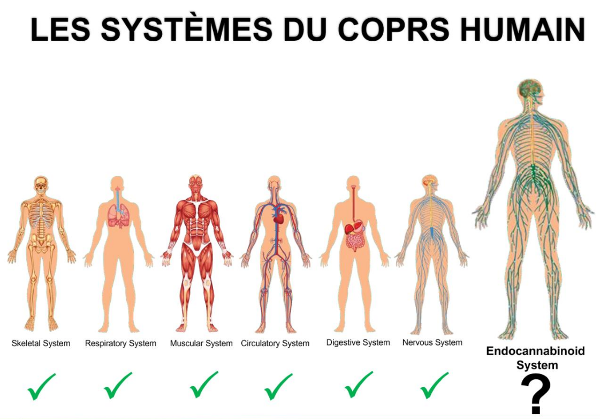 LES SYSTÈMES DU COPRS HUMAIN
Skeletal System
Respiratory System
Muscular System
Circulatory System
Digestive System
Nervous System
Endocannabinoid
System
?